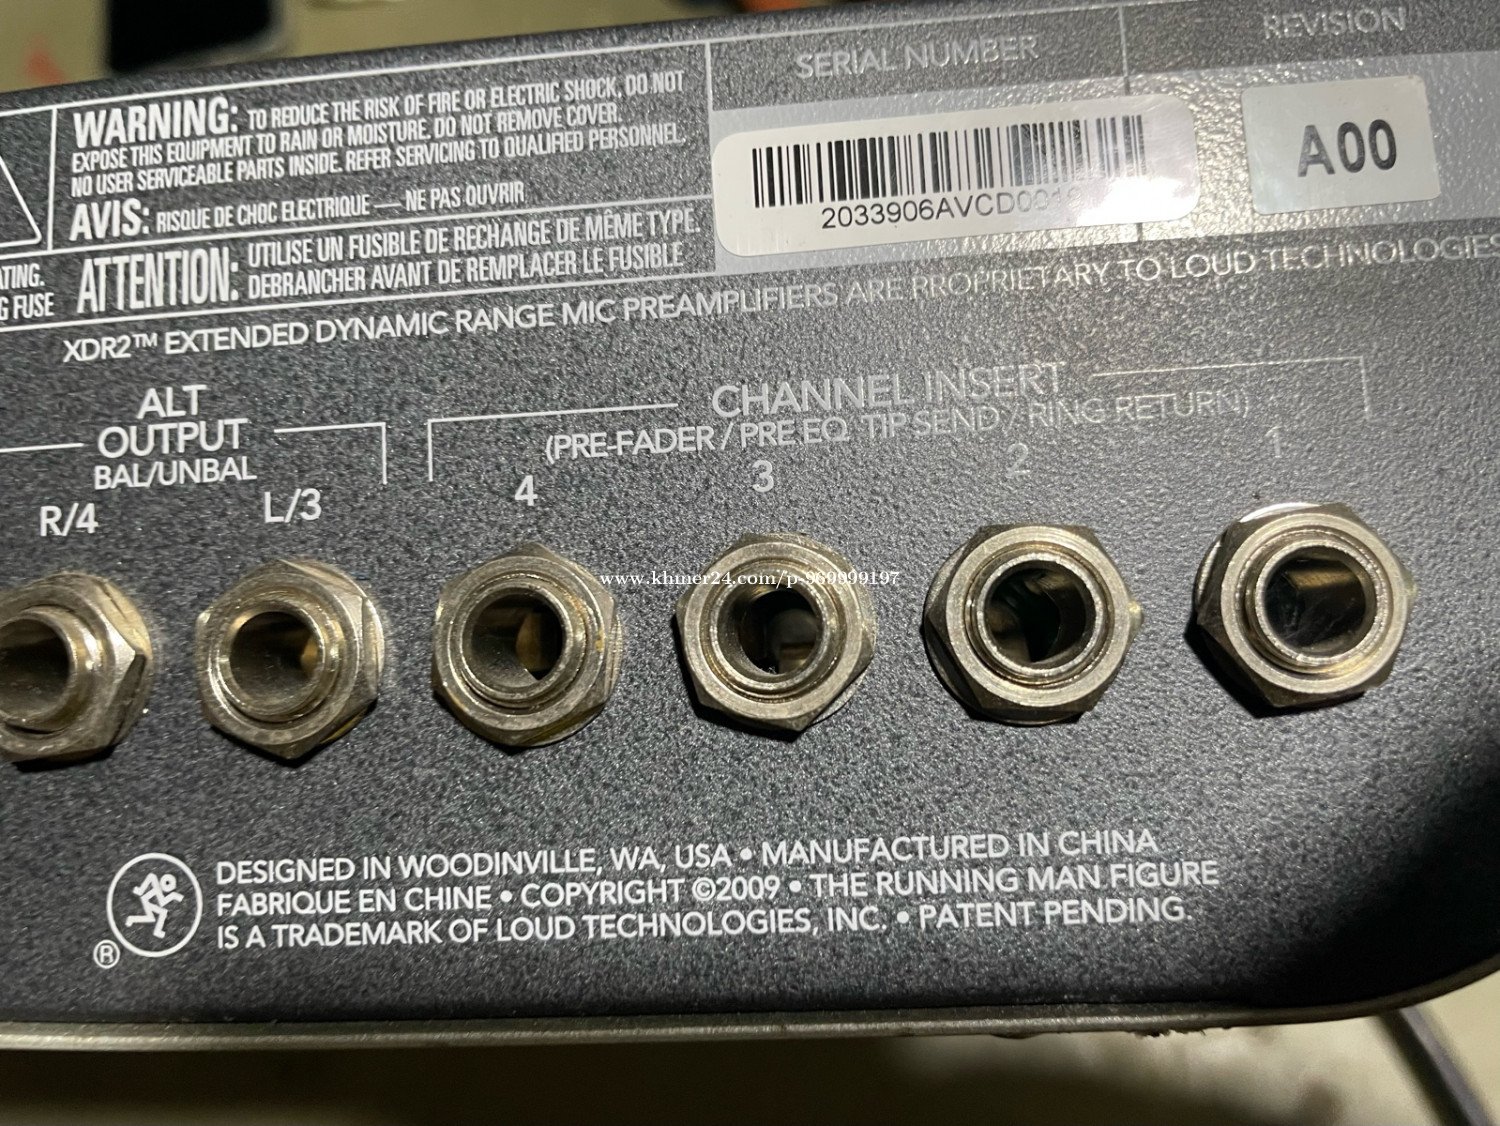 SERIAL NUMBER
REVISION
WARNING: TO REDUCE THE RISK OF FIRE OR ELECTRIC SHOCK, DO NOT
EXPOSE THIS EQUIPMENT TO RAIN OR MOISTURE. DO NOT REMOVE COVER.
NO USER SERVICEABLE PARTS INSIDE. REFER SERVICING TO QUALIFIED PERSONNEL.
AVIS: RISQUE DE CHOC ELECTRIQUE — NE PAS OUVRIR
ATTENTION: UTILISE UN FUSIBLE DE RECHANGE DE MÊME TYPE.
DEBRANCHER AVANT DE REMPLACER LE FUSIBLE
2033906AVCD
A00
FUSE
XDR2™ EXTENDED DYNAMIC RANGE MIC PREAMPLIFIERS ARE PROPRIETARY TO LOUD TECHNOLOGIES
ALT
OUTPUT
BAL/UNBAL
R/4
L/3
CHANNEL INSERT
(PRE-FADER / PRE EQ TIP SEND / RING RETURN)
4
3
2
1
www.khmer24.com/p-969999197
DESIGNED IN WOODINVILLE, WA, USA • MANUFACTURED IN CHINA
FABRIQUE EN CHINE • COPYRIGHT ©2009 • THE RUNNING MAN FIGURE
IS A TRADEMARK OF LOUD TECHNOLOGIES, INC. • PATENT PENDING.
®